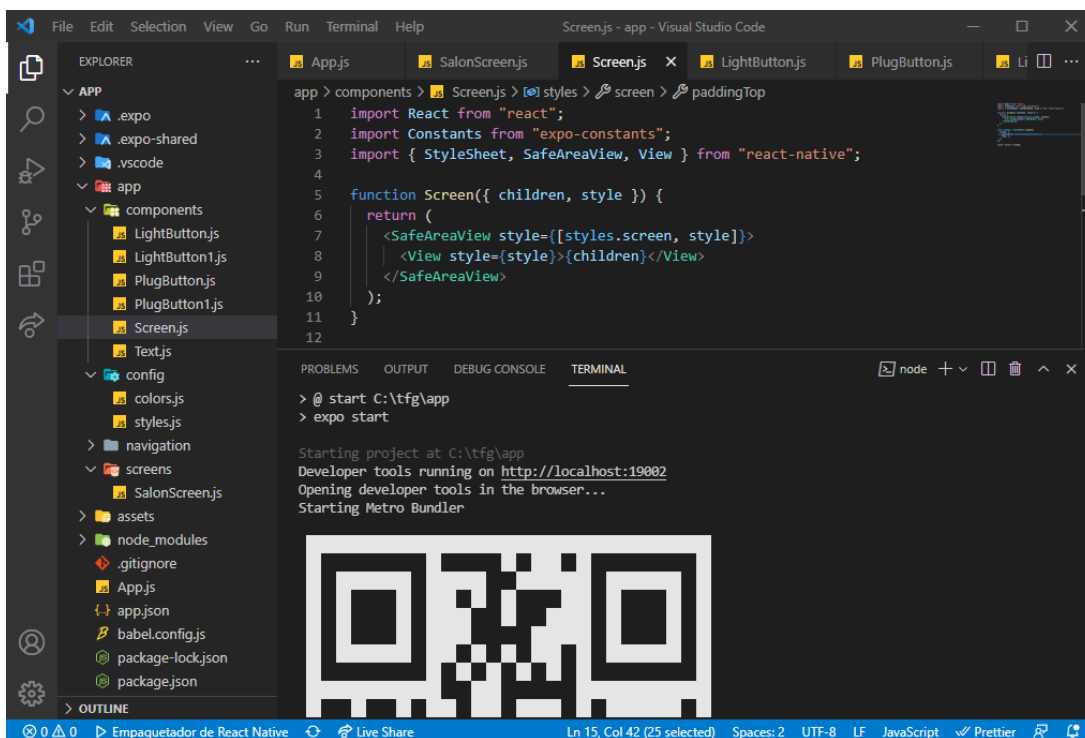 File Edit Selection View Go Run Terminal Help Screen.js - app - Visual Studio Code
EXPLORER
APP
.expo
.expo-shared
.vscode
app
components
LightButton.js
LightButton1.js
PlugButton.js
PlugButton1.js
Screen.js
Text.js
config
colors.js
styles.js
navigation
screens
SalonScreen.js
assets
node_modules
.gitignore
App.js
app.json
babel.config.js
package-lock.json
package.json
OUTLINE
App.js SalonScreen.js Screen.js LightButton.js PlugButton.js Li
app > components > Screen.js > styles > screen > paddingTop
1 import React from "react";
2 import Constants from "expo-constants";
3 import { StyleSheet, SafeAreaView, View } from "react-native";
4
5 function Screen({ children, style }) {
6 return (
7 <SafeAreaView style={[styles.screen, style]}>
8 <View style={style}>{children}</View>
9 </SafeAreaView>
10 );
11 }
12
PROBLEMS OUTPUT DEBUG CONSOLE TERMINAL node
> @ start C:\tfg\app
> expo start
Starting project at C:\tfg\app
Developer tools running on http://localhost:19002
Opening developer tools in the browser...
Starting Metro Bundler
0 0 Empaquetador de React Native Live Share Ln 15, Col 42 (25 selected) Spaces: 2 UTF-8 LF JavaScript Prettier